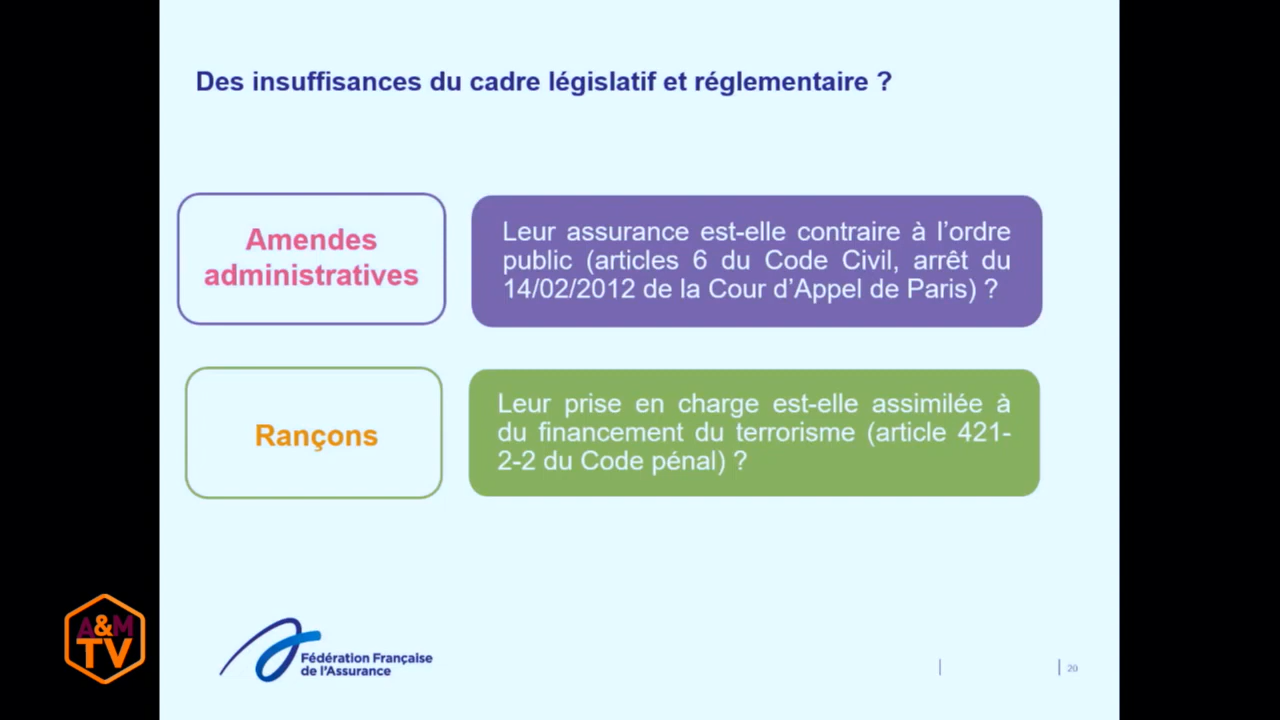 Des insuffisances du cadre législatif et réglementaire ?
Amendes
administratives
Leur assurance est-elle contraire à l’ordre
public (articles 6 du Code Civil, arrêt du
14/02/2012 de la Cour d’Appel de Paris) ?
Rançons
Leur prise en charge est-elle assimilée à
du financement du terrorisme (article 421-
2-2 du Code pénal) ?
A&M
TV
Fédération Française
de l’Assurance
20